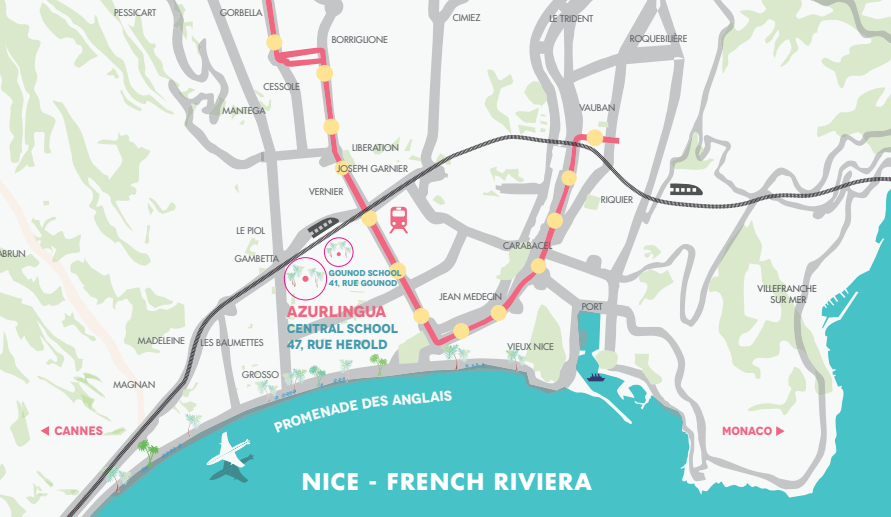 PESSICART
GORBELLA
CIMIEZ
LE TRIDENT
BORRIGLIONE
ROQUEBILIÈRE
CESSOLE
MANTEGA
VAUBAN
LIBERATION
JOSEPH GARNIER
VERNIER
RIQUIER
LE PIOL
CARABACEL
ABRUN
GAMBETTA
GOUNOD SCHOOL
41, RUE GOUNOD
VILLEFRANCHE
SUR MER
JEAN MEDECIN
PORT
AZURLINGUA
CENTRAL SCHOOL
47, RUE HEROLD
MADELEINE
LES BAUMETTES
VIEUX NICE
GROSSO
MAGNAN
PROMENADE DES ANGLAIS
CANNES
MONACO
NICE - FRENCH RIVIERA